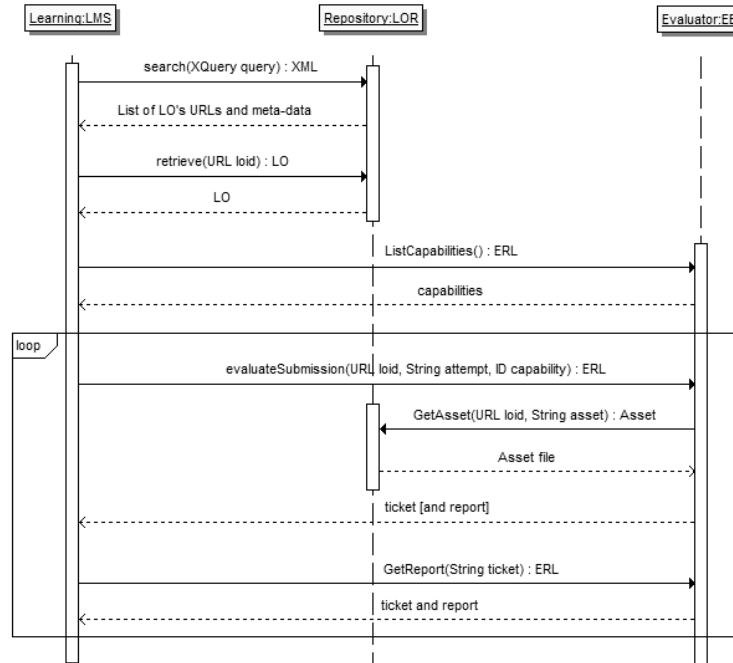 Learning:LMS
Repository:LOR
Evaluator:EE
search(XQuery query) : XML
List of LO's URLs and meta-data
retrieve(URL loid) : LO
LO
ListCapabilities() : ERL
capabilities
loop
evaluateSubmission(URL loid, String attempt, ID capability) : ERL
GetAsset(URL loid, String asset) : Asset
Asset file
ticket [and report]
GetReport(String ticket) : ERL
ticket and report